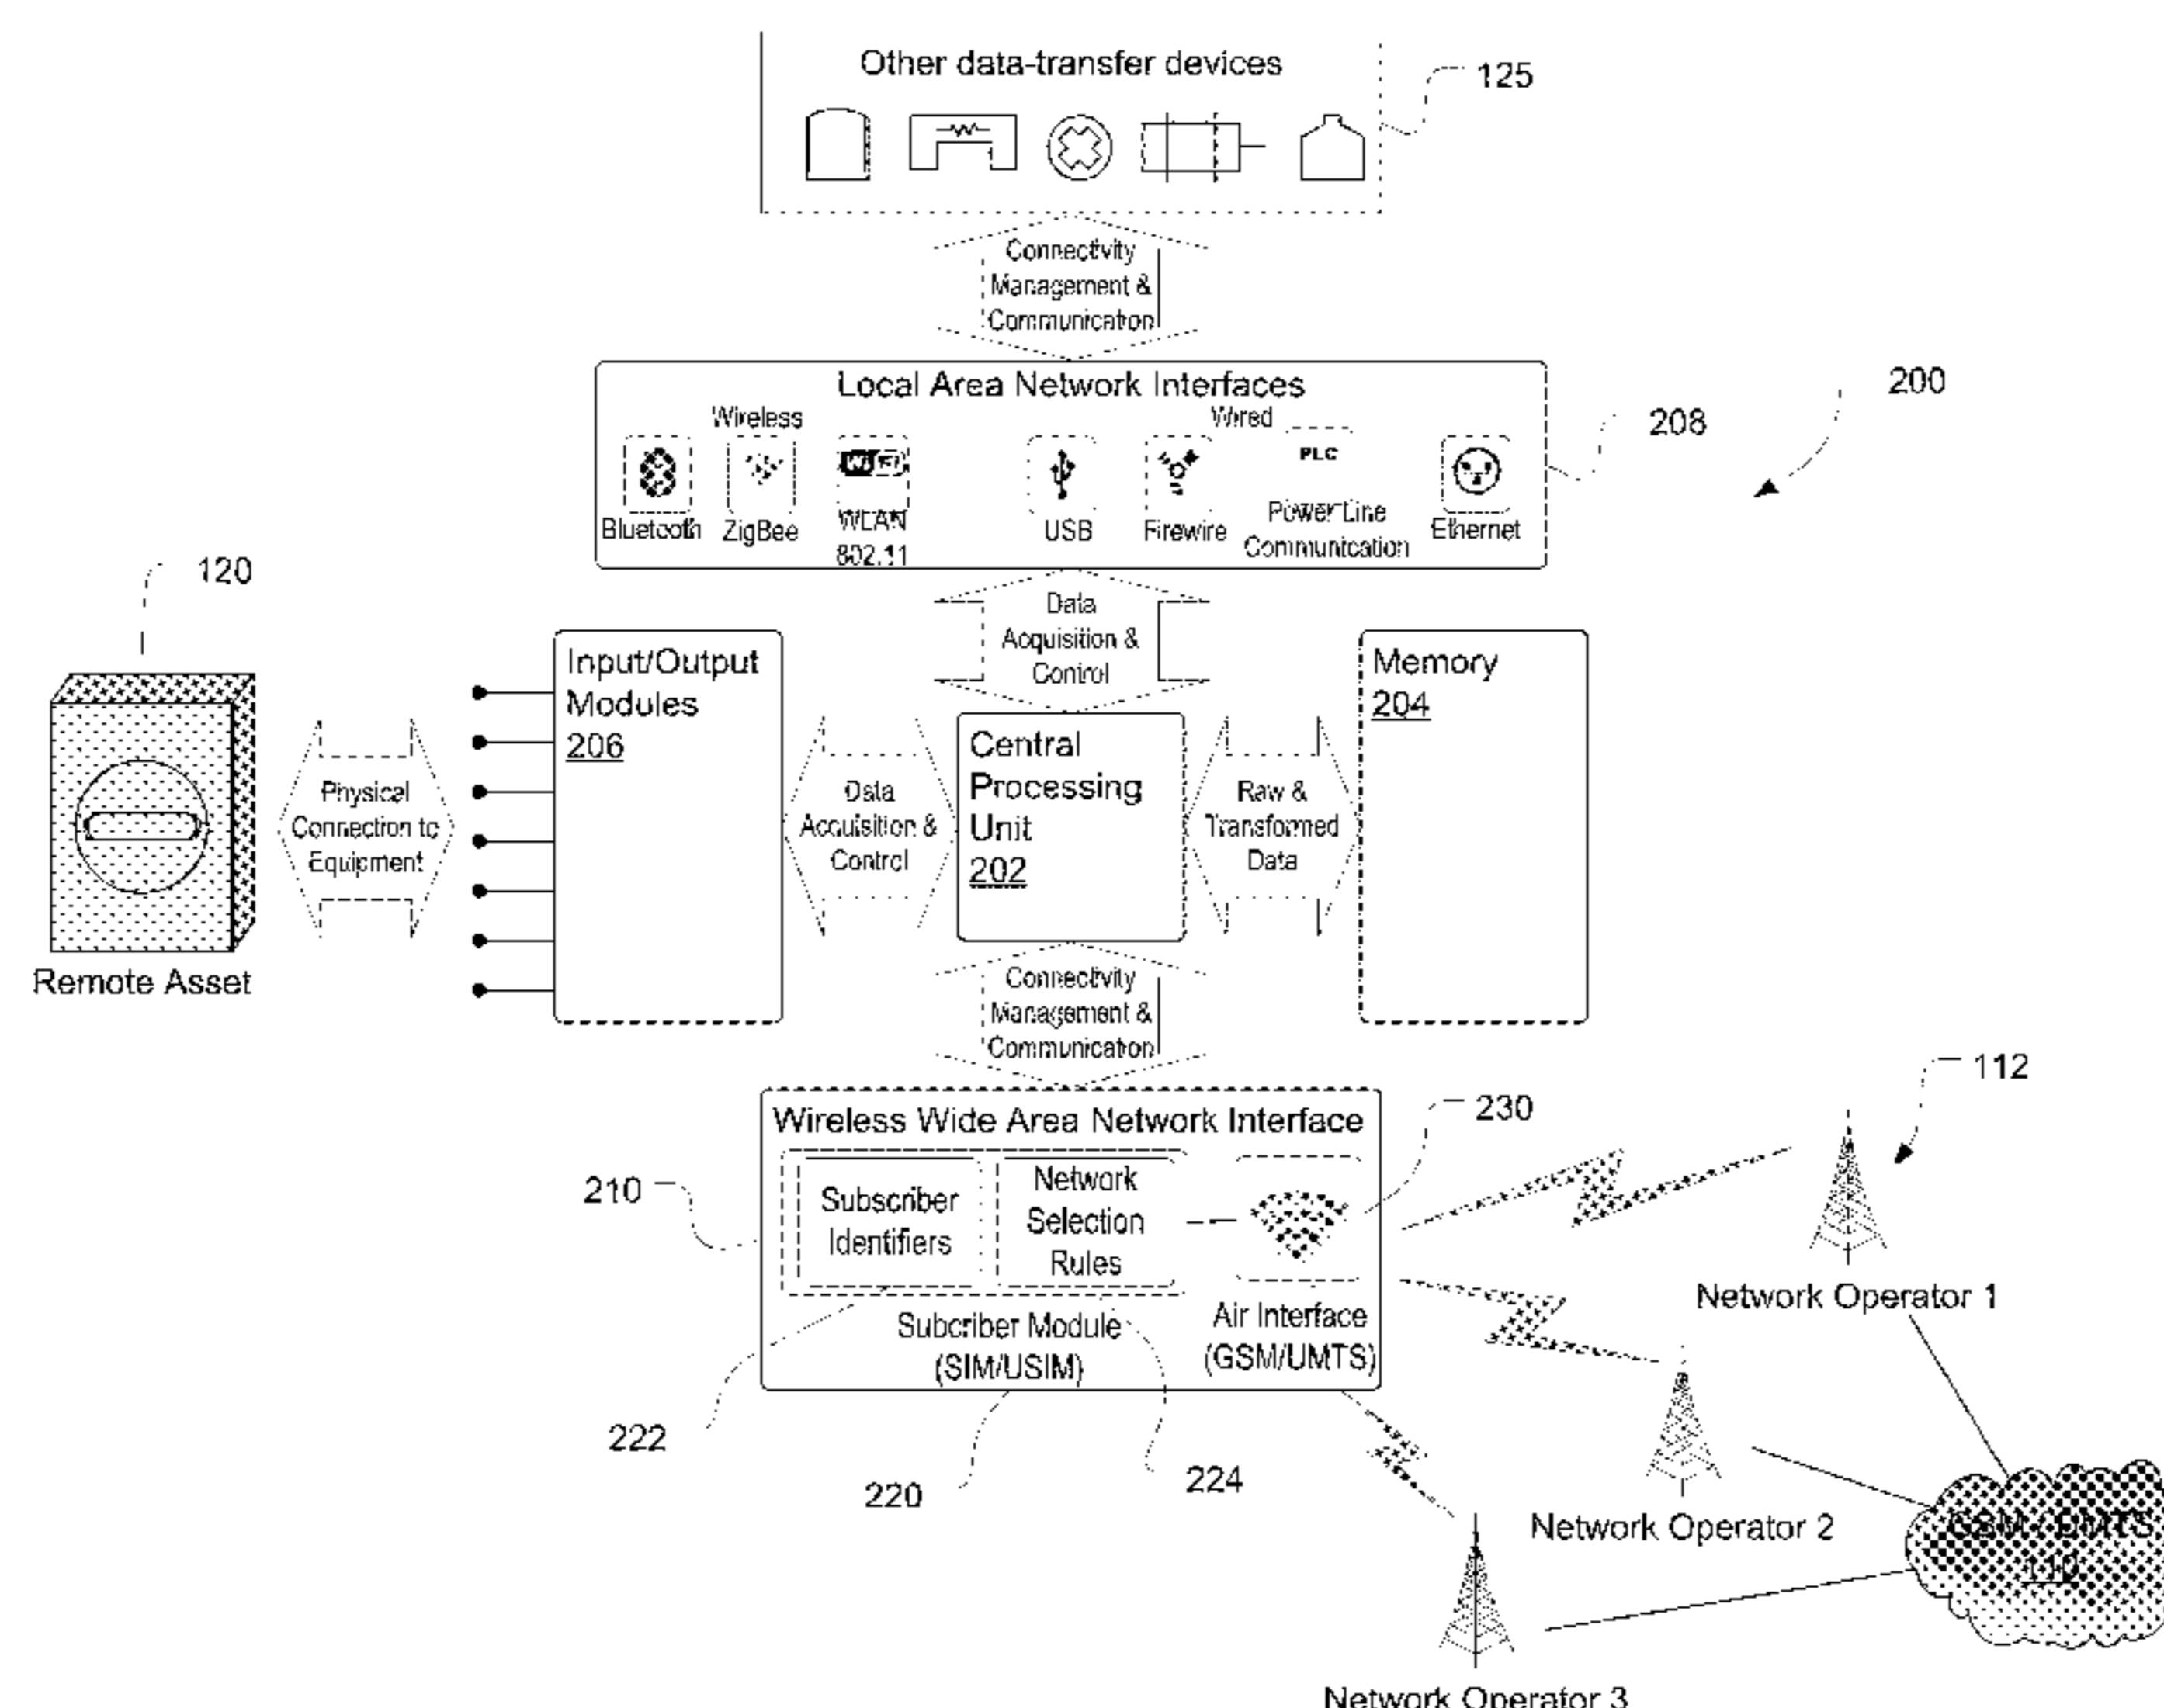 Other data-transfer devices
125
Connectivity
Management &
Communication
Local Area Network Interfaces
Wireless
Wired
200
208
PLC
Bluetooth
ZigBee
WLAN
802.11
USB
Firewire
Power Line
Communication
Ethernet
120
Data
Acquisition &
Control
Input/Output
Modules
206
Memory
204
Central
Processing
Unit
202
Physical
Connection to
Equipment
Data
Acquisition &
Control
Raw &
Transformed
Data
Remote Asset
Connectivity
Management &
Communication
112
Wireless Wide Area Network Interface
230
210
Subscriber
Identifiers
Network
Selection
Rules
Subcriber Module
(SIM/USIM)
Air Interface
(GSM/UMTS)
Network Operator 1
222
220
224
Network Operator 2
GSM / UMTS
110
Network Operator 3